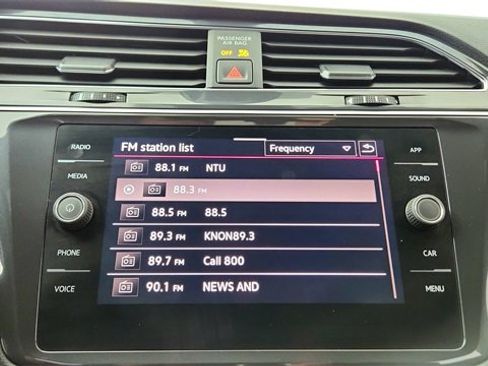 PASSENGER
AIR BAG
OFF
RADIO
MEDIA
PHONE
VOICE
FM station list
Frequency
88.1 FM NTU
88.3 FM
88.5 FM 88.5
89.3 FM KNON89.3
89.7 FM Call 800
90.1 FM NEWS AND
APP
SOUND
CAR
MENU